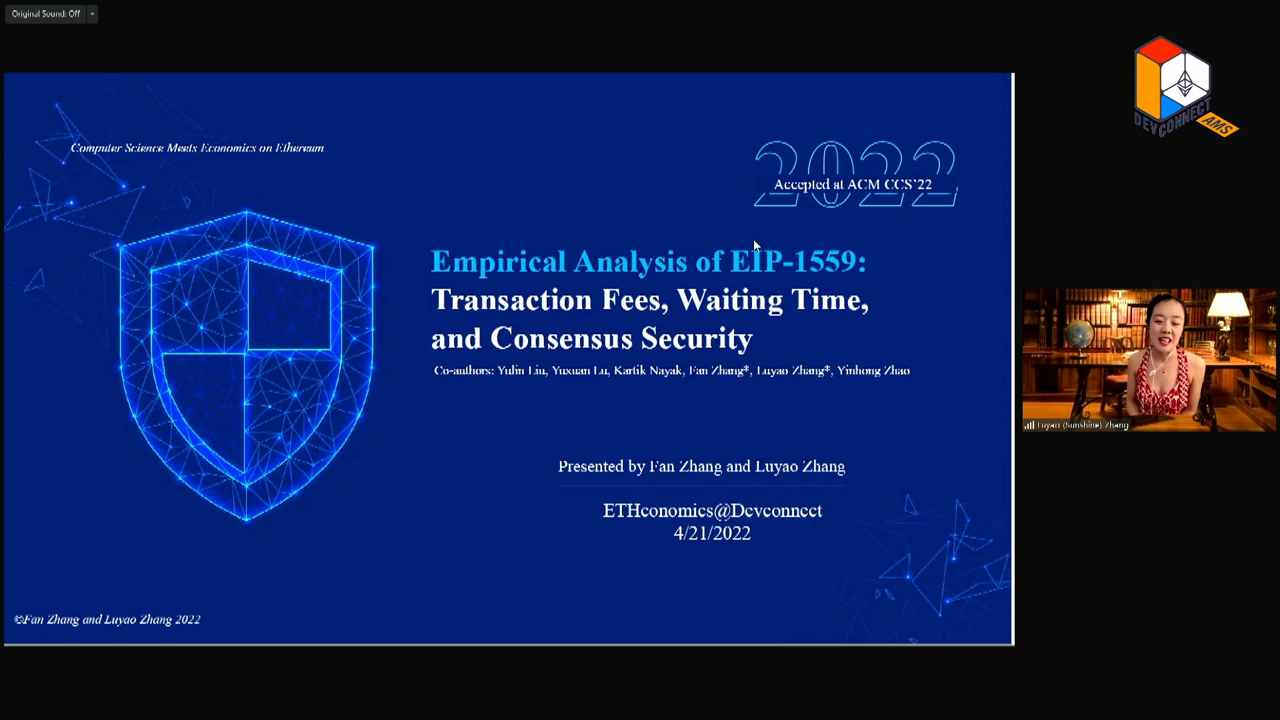 Original Sound: Off
DEVCONNECT
AMS
Computer Science Meets Economics on Ethereum
2022
Accepted at ACM CCS'22
Empirical Analysis of EIP-1559:
Transaction Fees, Waiting Time,
and Consensus Security
Co-authors: Yulin Liu, Yuxuan Lu, Kartik Nayak, Fan Zhang*, Luyao Zhang*, Yinhong Zhao
Luyao (Sunshine) Zhang
Presented by Fan Zhang and Luyao Zhang
ETHconomics@Devconnect
4/21/2022
©Fan Zhang and Luyao Zhang 2022